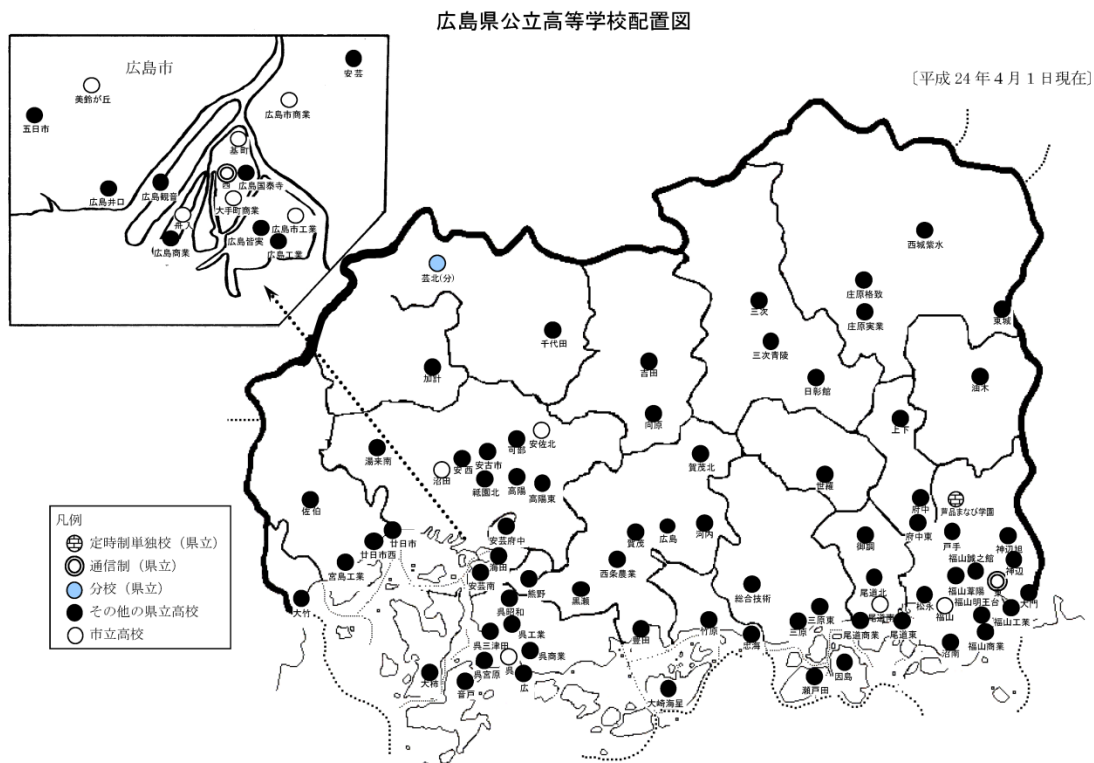 広島県公立高等学校配置図
〔平成 24 年 4 月 1 日現在〕
広島市
安芸
美鈴が丘
広島市商業
五日市
基町
西
広島国泰寺
広島井口
広島観音
大手町商業
舟入
広島市工業
広島商業
広島皆実
広島工業
芸北(分)
西城紫水
庄原格致
庄原実業
東城
三次
三次青陵
千代田
加計
吉田
日彰館
油木
向原
上下
安佐北
可部
湯来南
安西
安古市
沼田
祇園北
高陽
高陽東
賀茂北
世羅
佐伯
府中
芦品まなび学園
府中東
戸手
神辺旭
神辺
安芸府中
賀茂
広島
河内
御調
廿日市
廿日市西
海田
西条農業
宮島工業
安芸南
熊野
黒瀬
総合技術
尾道北
福山誠之館
福山葦陽
東
大門
大竹
呉昭和
松永
福山
福山明王台
福山工業
呉工業
呉三津田
豊田
竹原
忠海
三原
三原東
尾道南
尾道商業
尾道東
沼南
福山商業
呉商業
呉
呉宮原
広
大柿
音戸
大崎海星
瀬戸田
因島
凡例
定時制単独校（県立）
通信制（県立）
分校（県立）
その他の県立高校
市立高校